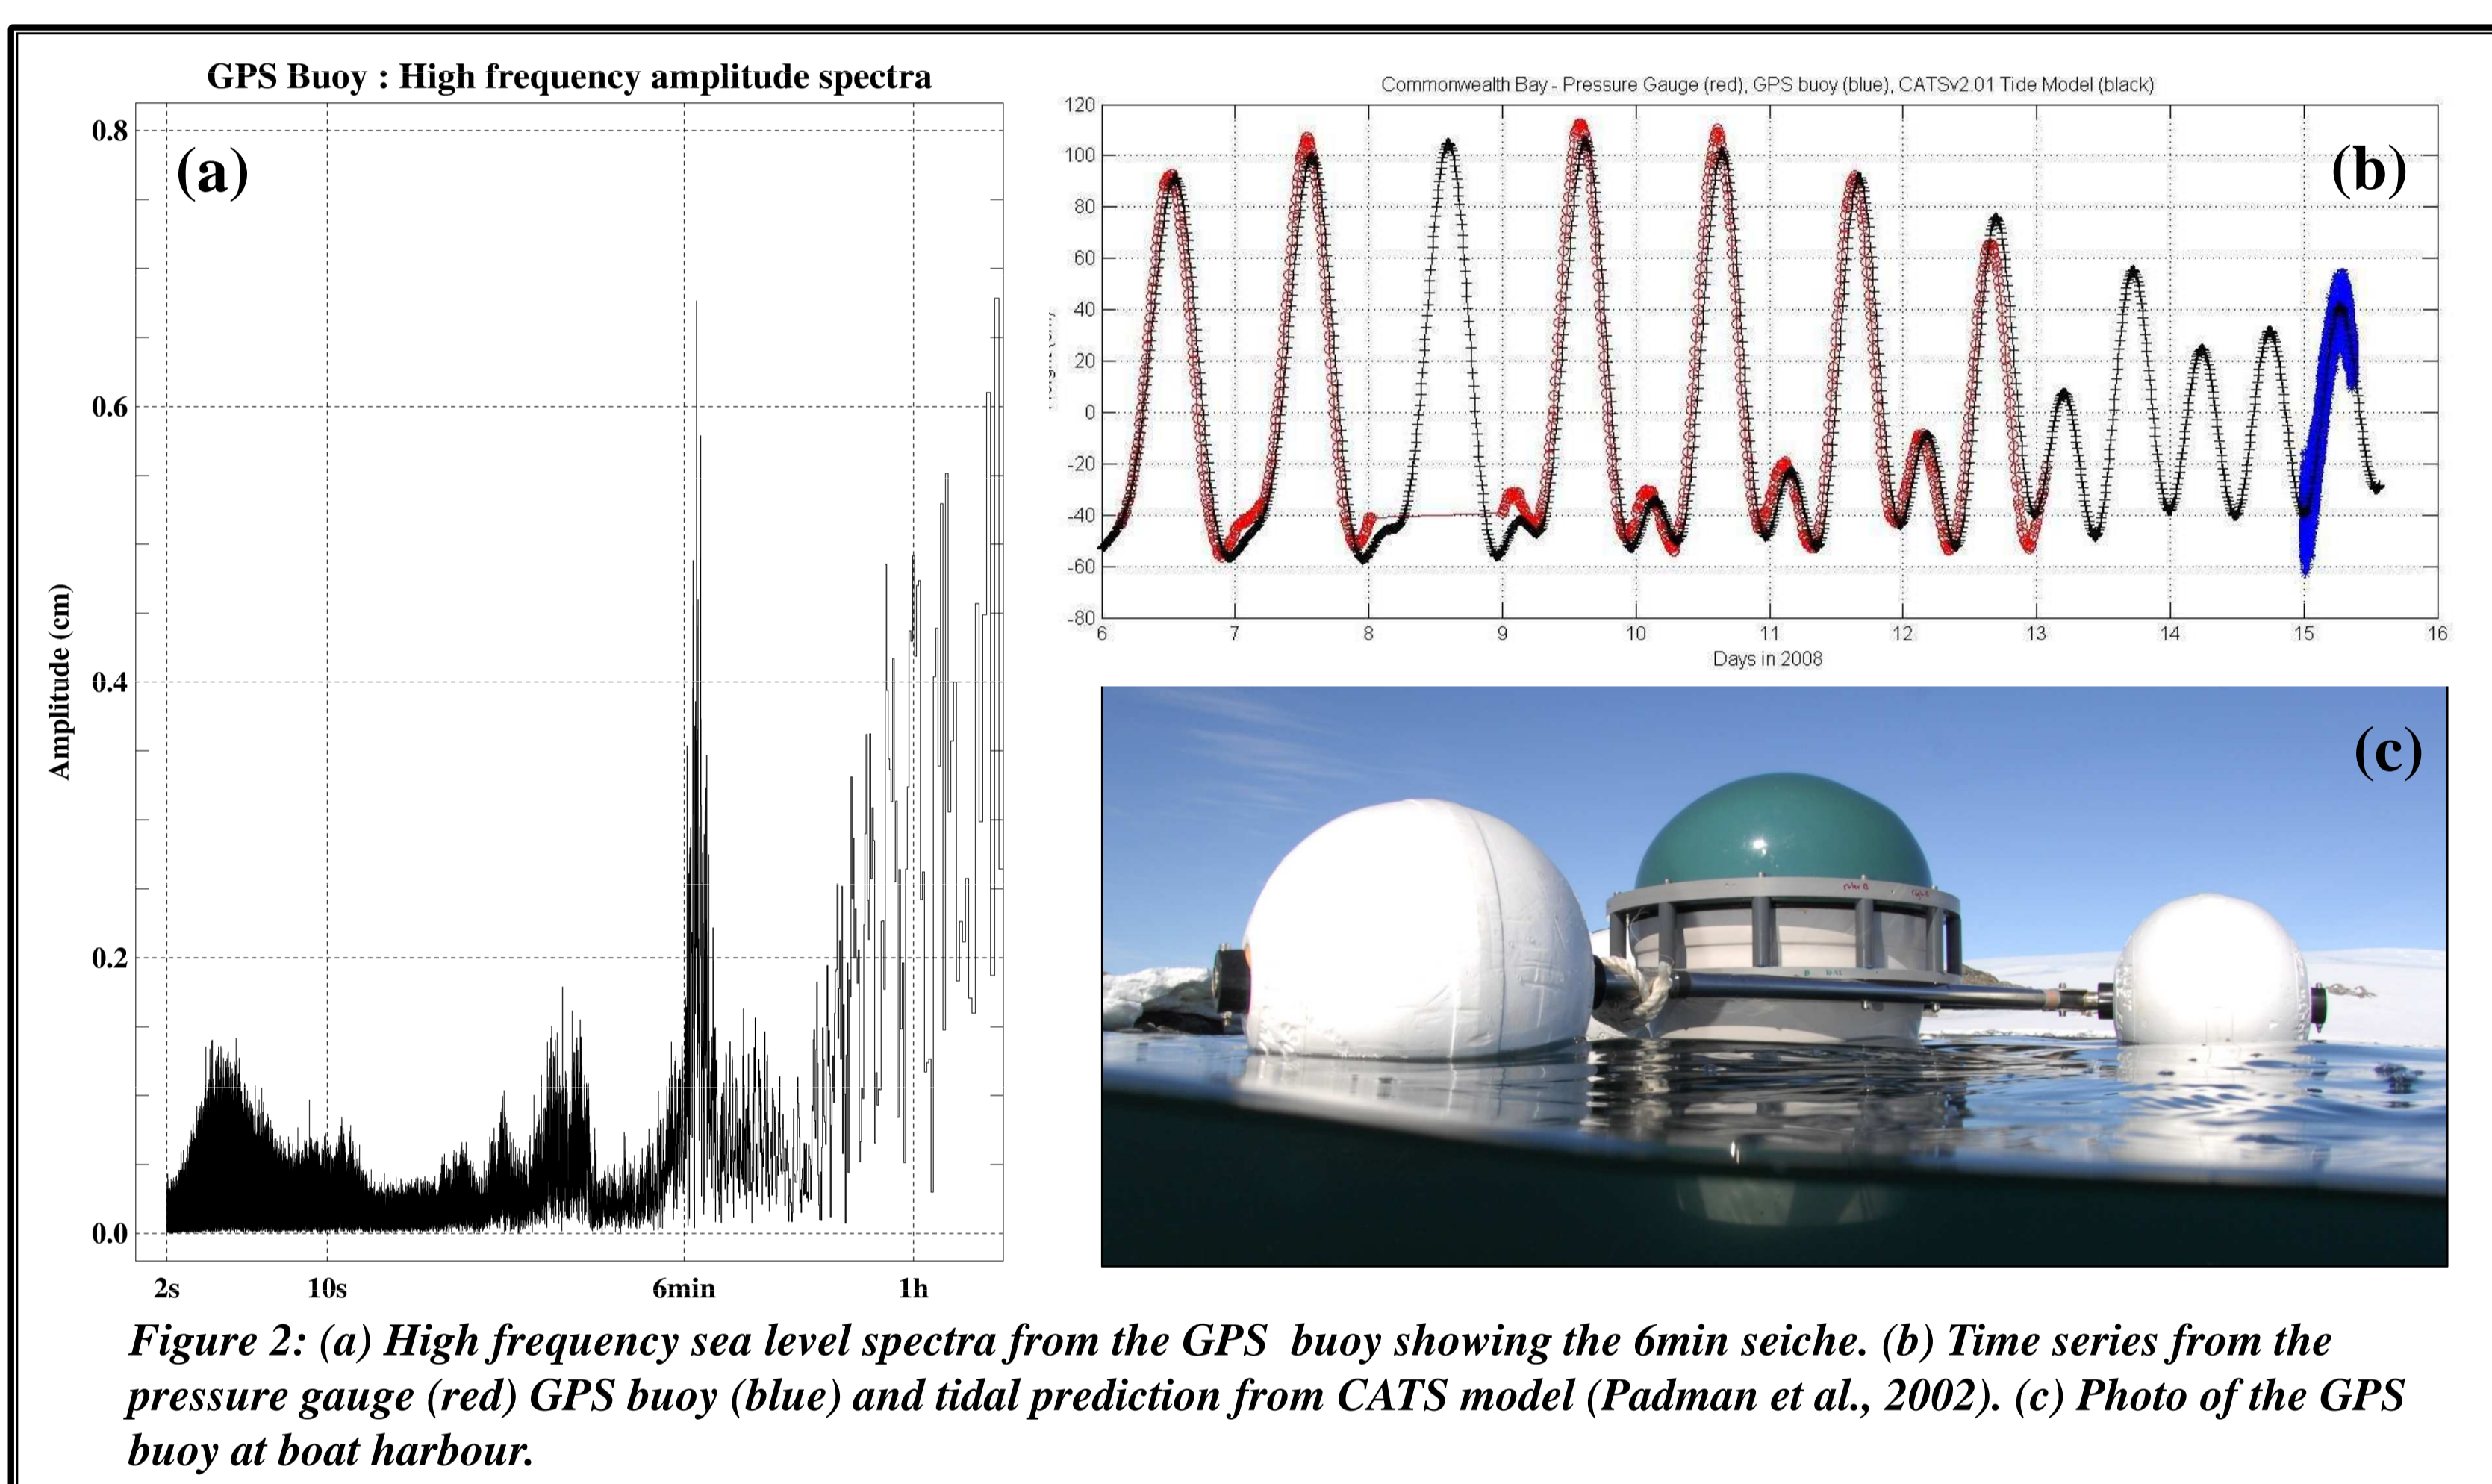 GPS Buoy : High frequency amplitude spectra
(a)
Amplitude (cm)
0.8
0.6
0.4
0.2
0.0
2s 10s 6min 1h
Commonwealth Bay - Pressure Gauge (red), GPS buoy (blue), CATSv2.01 Tide Model (black)
(b)
120
100
80
60
40
20
0
-20
-40
-60
-80
6 7 8 9 10 11 12 13 14 15 16
Days in 2008
(c)
Figure 2: (a) High frequency sea level spectra from the GPS buoy showing the 6min seiche. (b) Time series from the
pressure gauge (red) GPS buoy (blue) and tidal prediction from CATS model (Padman et al., 2002). (c) Photo of the GPS
buoy at boat harbour.